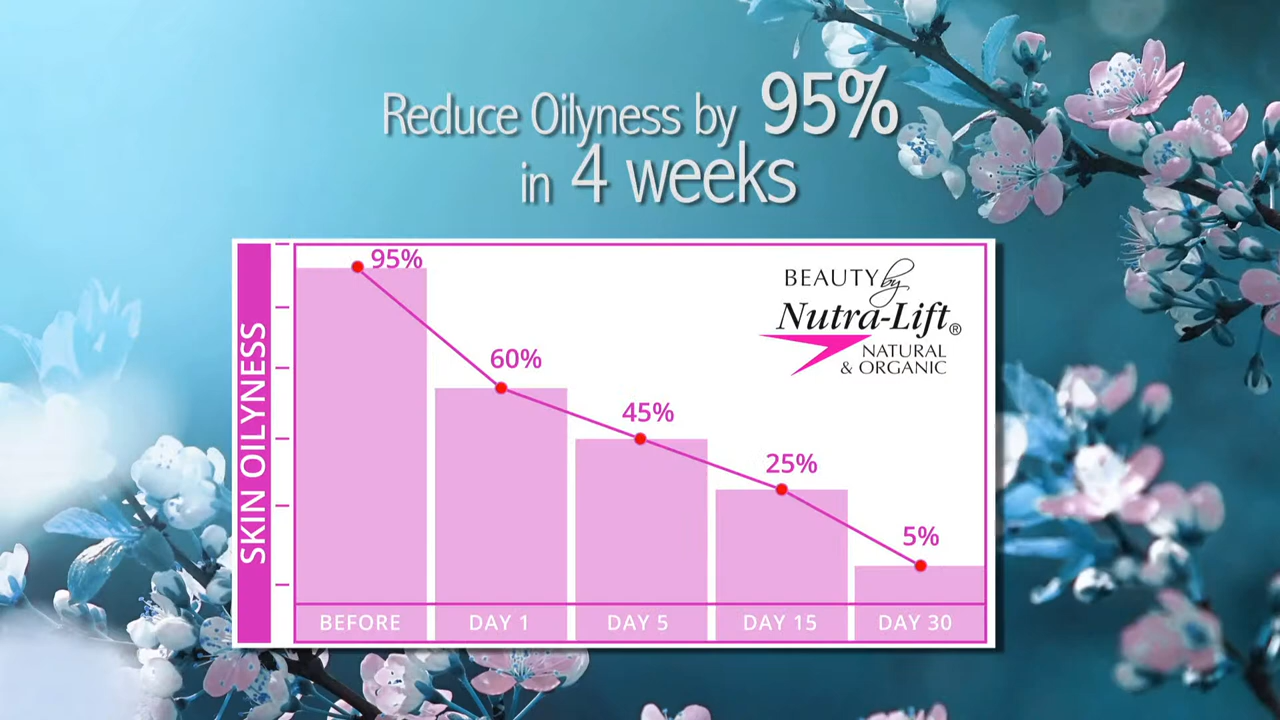 Reduce Oilyness by 95%
in 4 weeks
SKIN OILYNESS
95%
60%
45%
25%
5%
BEAUTY by
Nutra-Lift®
NATURAL
& ORGANIC
BEFORE
DAY 1
DAY 5
DAY 15
DAY 30